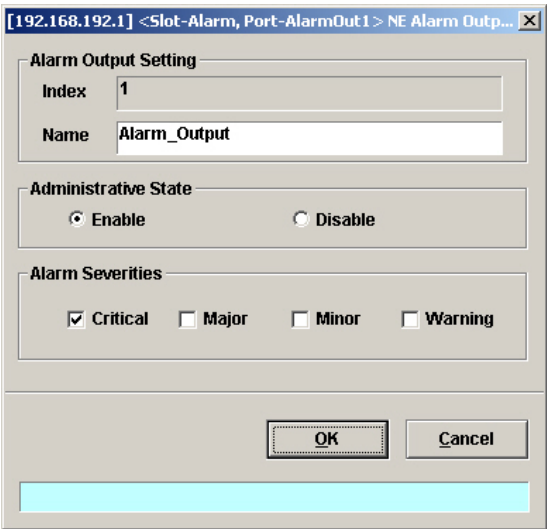 [192.168.192.1] <Slot-Alarm, Port-AlarmOut1> NE Alarm Outp...
Alarm Output Setting
Index 1
Name Alarm_Output
Administrative State
Enable Disable
Alarm Severities
Critical Major Minor Warning
OK Cancel